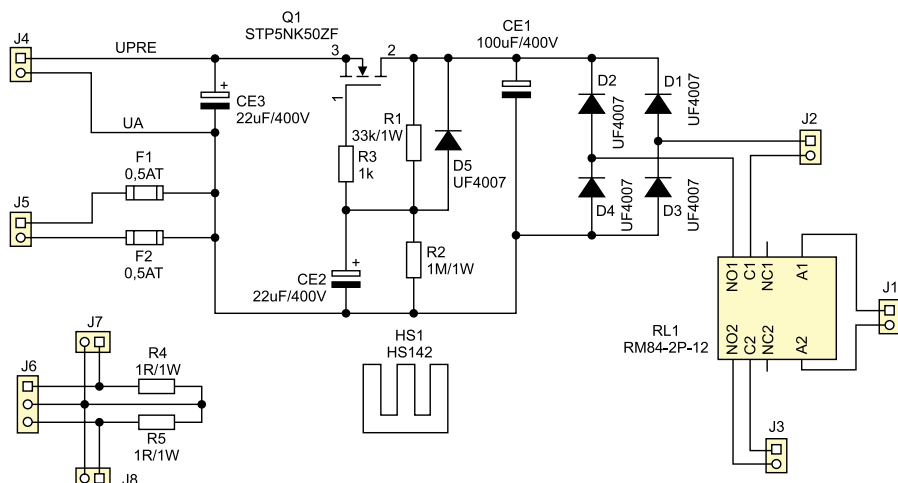 Q1
STP5NK50ZF
CE1
100uF/400V
J4
UPRE
3
2
1
D2
UF4007
D1
UF4007
CE3
22uF/400V
UA
R1
33k/1W
R3
1k
D5
UF4007
J2
F1
0,5AT
D4
UF4007
D3
UF4007
J5
F2
0,5AT
CE2
22uF/400V
R2
1M/1W
NO1
C1
NC1
A1
J1
RL1
RM84-2P-12
NO2
C2
NC2
A2
HS1
HS142
J7
J6
R4
1R/1W
R5
1R/1W
J3
J8